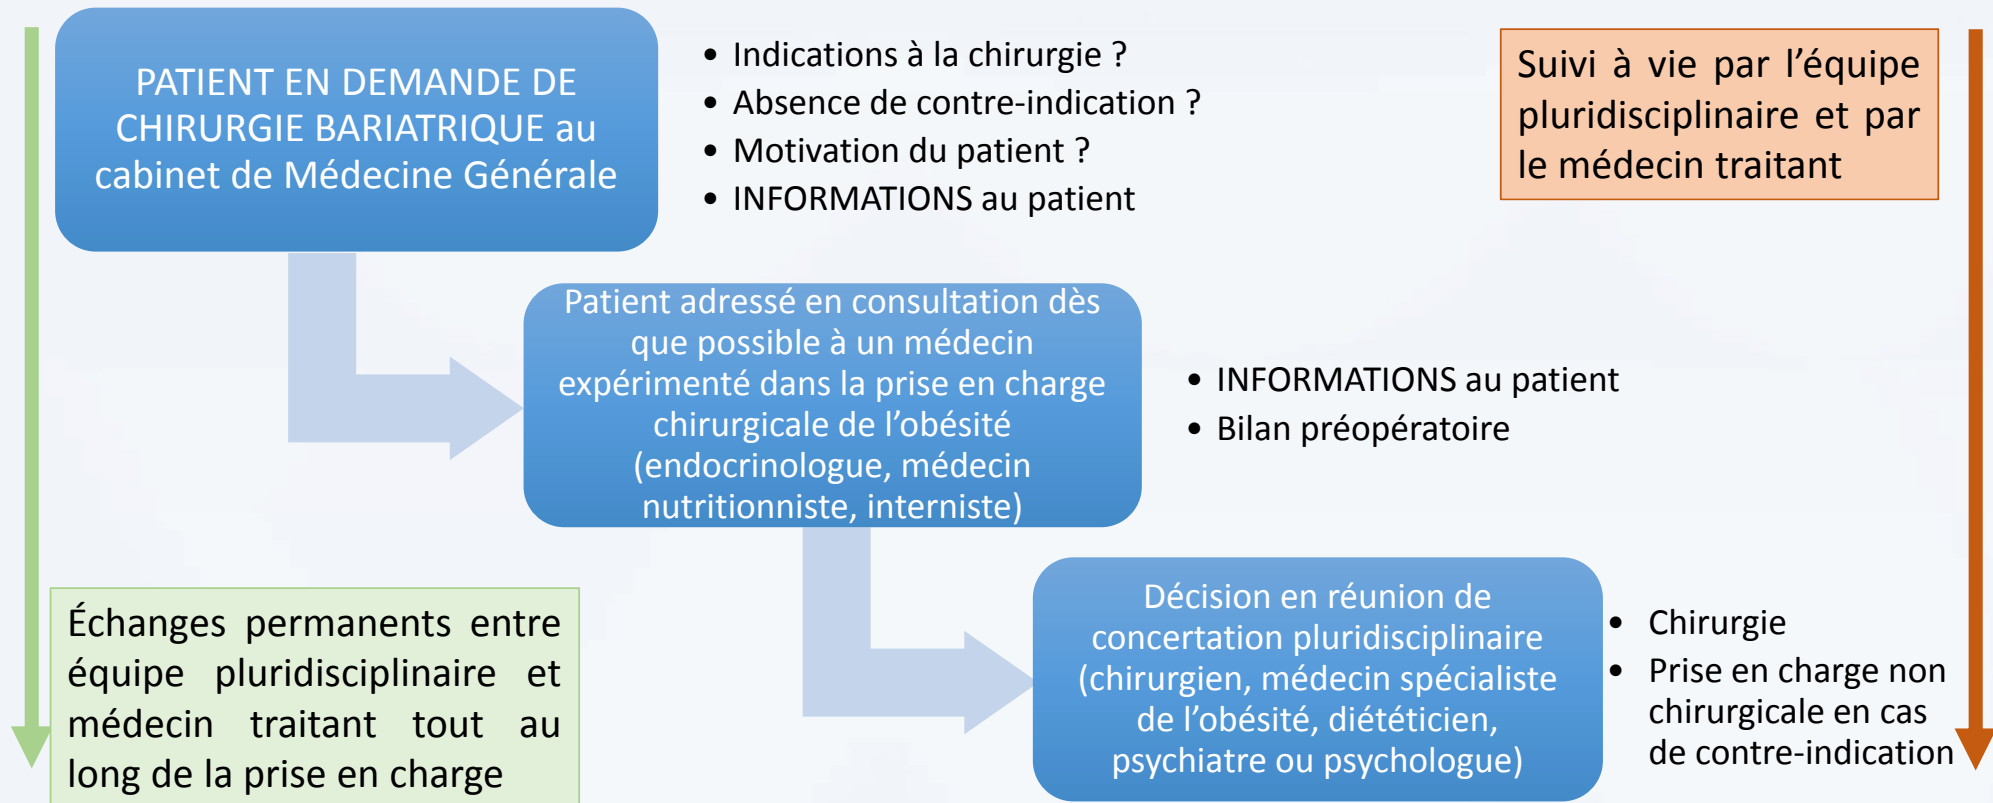 PATIENT EN DEMANDE DE
CHIRURGIE BARIATRIQUE au
cabinet de Médecine Générale
• Indications à la chirurgie ?
• Absence de contre-indication ?
• Motivation du patient ?
• INFORMATIONS au patient
Suivi à vie par l’équipe
pluridisciplinaire et par
le médecin traitant
Patient adressé en consultation dès
que possible à un médecin
expérimenté dans la prise en charge
chirurgicale de l’obésité
(endocrinologue, médecin
nutritionniste, interniste)
• INFORMATIONS au patient
• Bilan préopératoire
Échanges permanents entre
équipe pluridisciplinaire et
médecin traitant tout au
long de la prise en charge
Décision en réunion de
concertation pluridisciplinaire
(chirurgien, médecin spécialiste
de l’obésité, diététicien,
psychiatre ou psychologue)
• Chirurgie
• Prise en charge non
chirurgicale en cas
de contre-indication